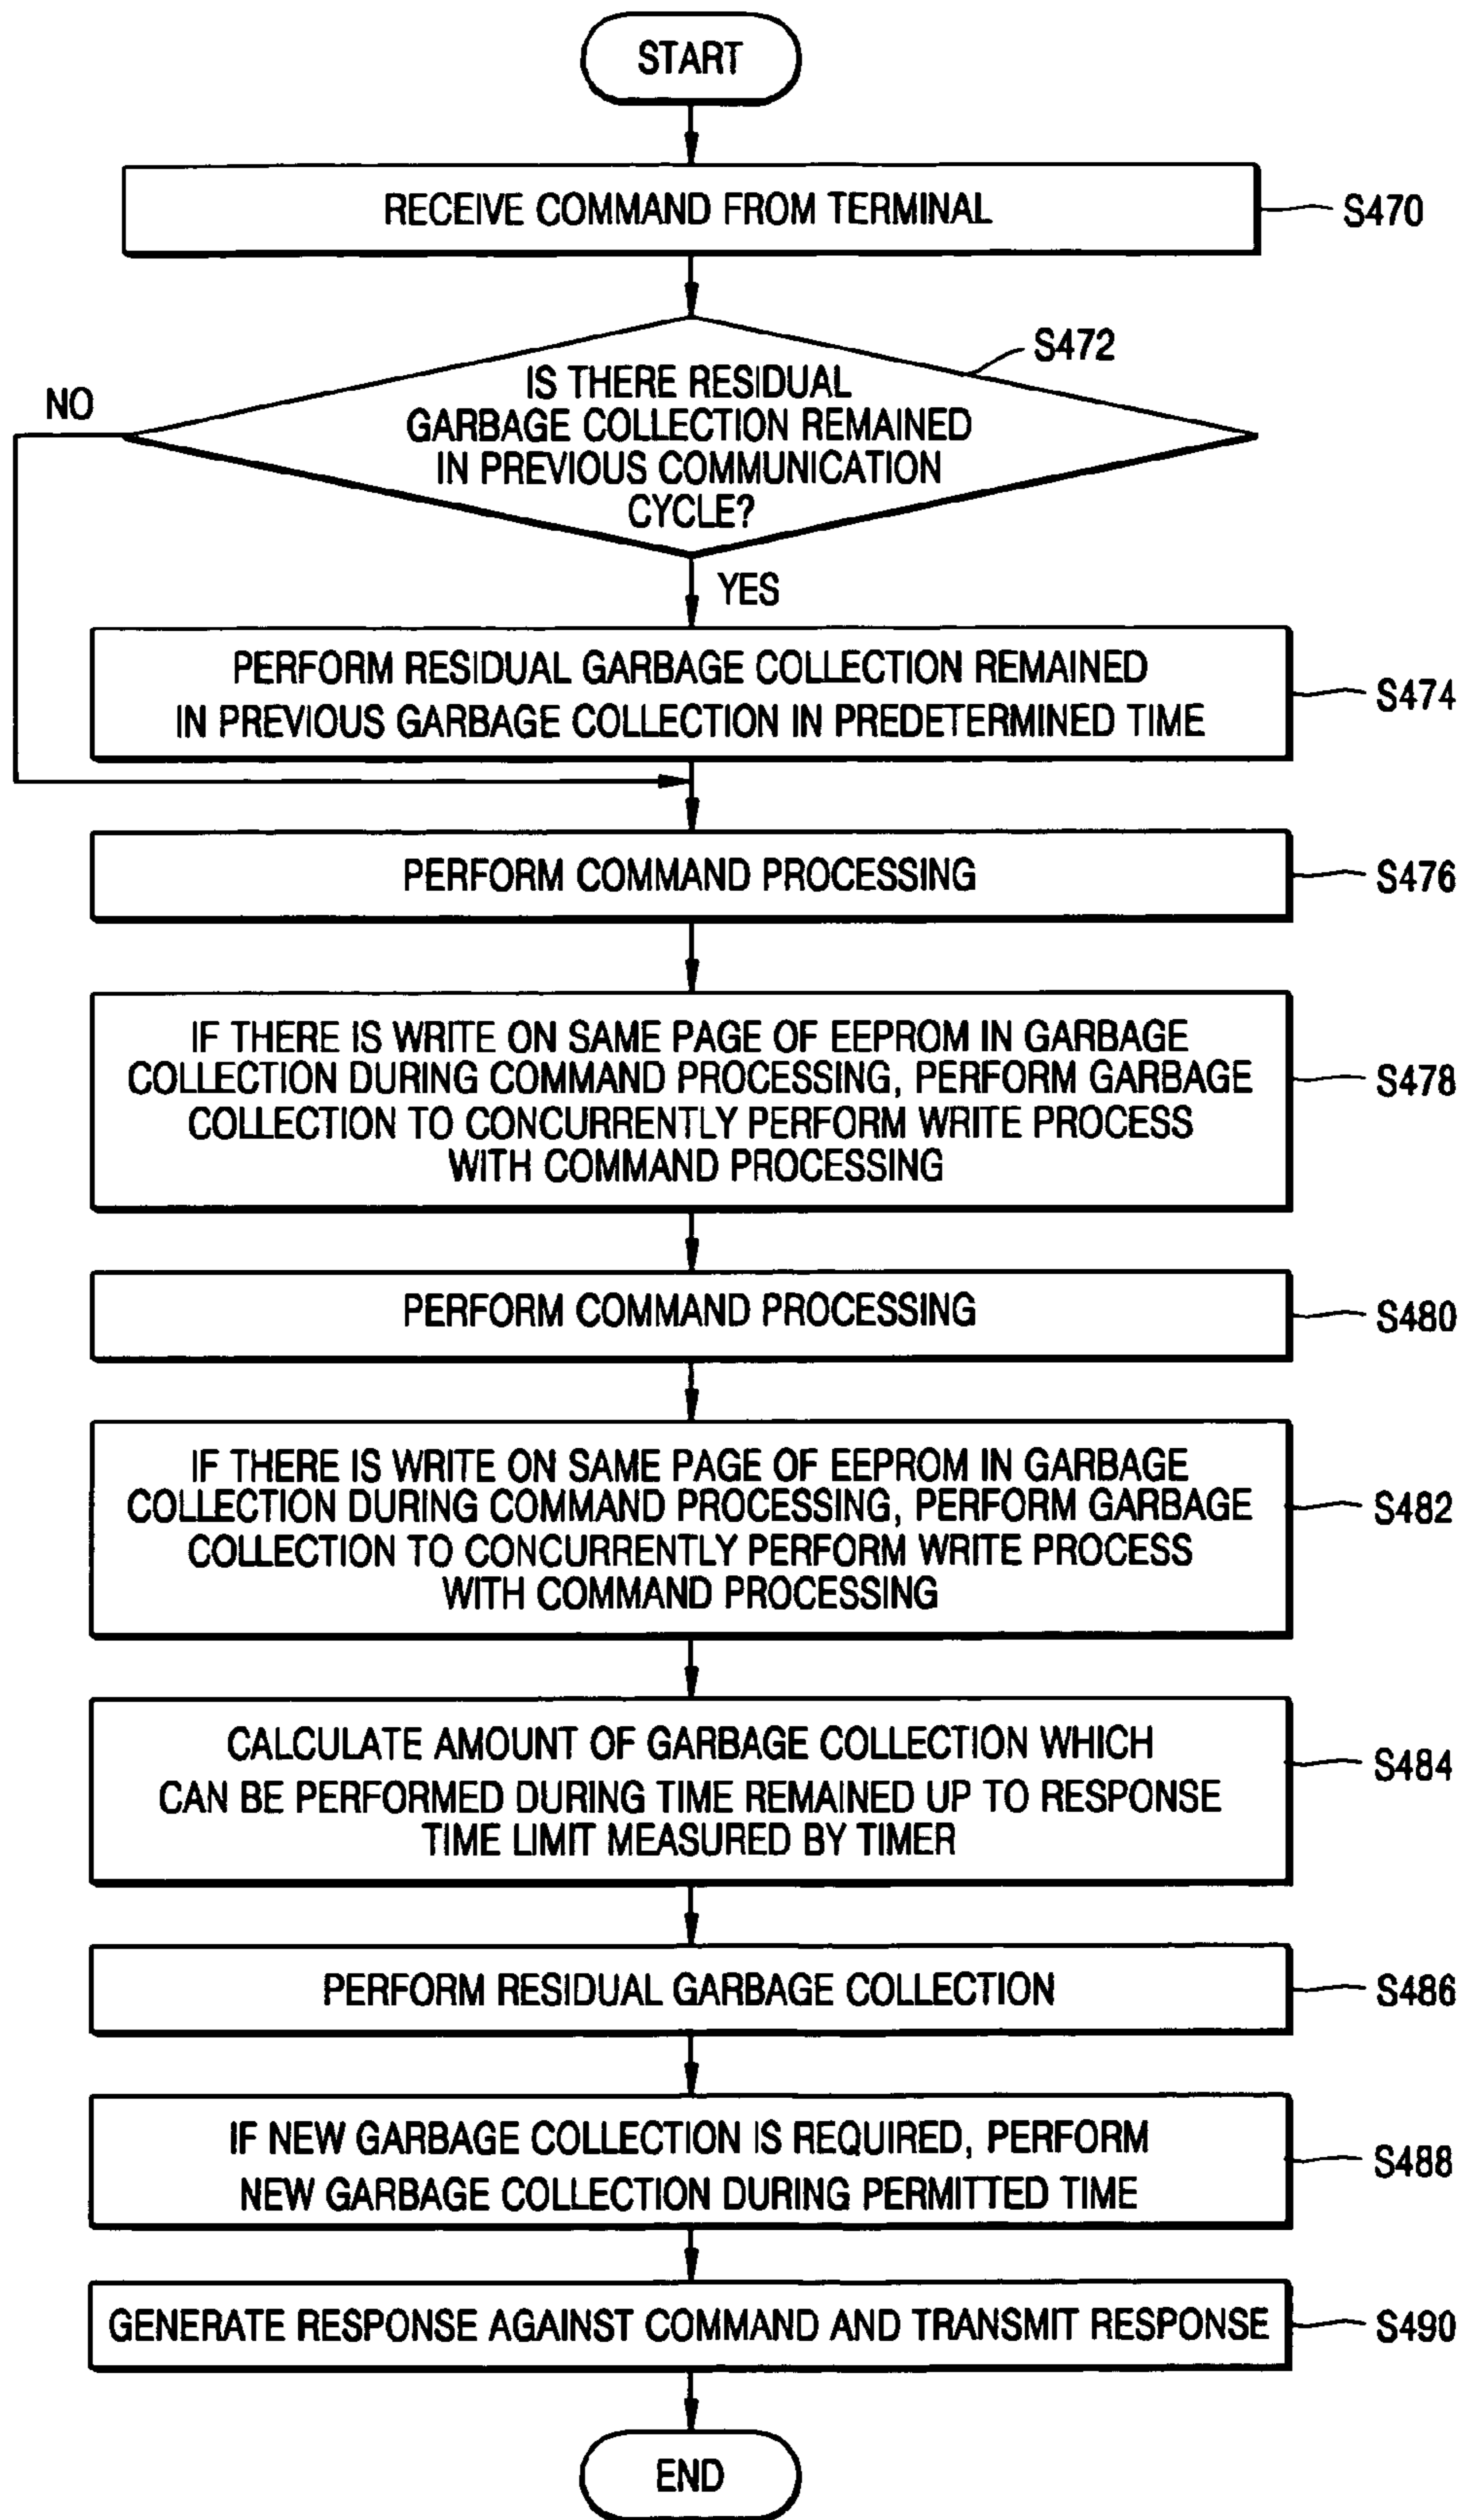 START
RECEIVE COMMAND FROM TERMINAL
S470
S472
IS THERE RESIDUAL
GARBAGE COLLECTION REMAINED
IN PREVIOUS COMMUNICATION
CYCLE?
NO
YES
PERFORM RESIDUAL GARBAGE COLLECTION REMAINED
IN PREVIOUS GARBAGE COLLECTION IN PREDETERMINED TIME
S474
PERFORM COMMAND PROCESSING
S476
IF THERE IS WRITE ON SAME PAGE OF EEPROM IN GARBAGE
COLLECTION DURING COMMAND PROCESSING, PERFORM GARBAGE
COLLECTION TO CONCURRENTLY PERFORM WRITE PROCESS
WITH COMMAND PROCESSING
S478
PERFORM COMMAND PROCESSING
S480
IF THERE IS WRITE ON SAME PAGE OF EEPROM IN GARBAGE
COLLECTION DURING COMMAND PROCESSING, PERFORM GARBAGE
COLLECTION TO CONCURRENTLY PERFORM WRITE PROCESS
WITH COMMAND PROCESSING
S482
CALCULATE AMOUNT OF GARBAGE COLLECTION WHICH
CAN BE PERFORMED DURING TIME REMAINED UP TO RESPONSE
TIME LIMIT MEASURED BY TIMER
S484
PERFORM RESIDUAL GARBAGE COLLECTION
S486
IF NEW GARBAGE COLLECTION IS REQUIRED, PERFORM
NEW GARBAGE COLLECTION DURING PERMITTED TIME
S488
GENERATE RESPONSE AGAINST COMMAND AND TRANSMIT RESPONSE
S490
END